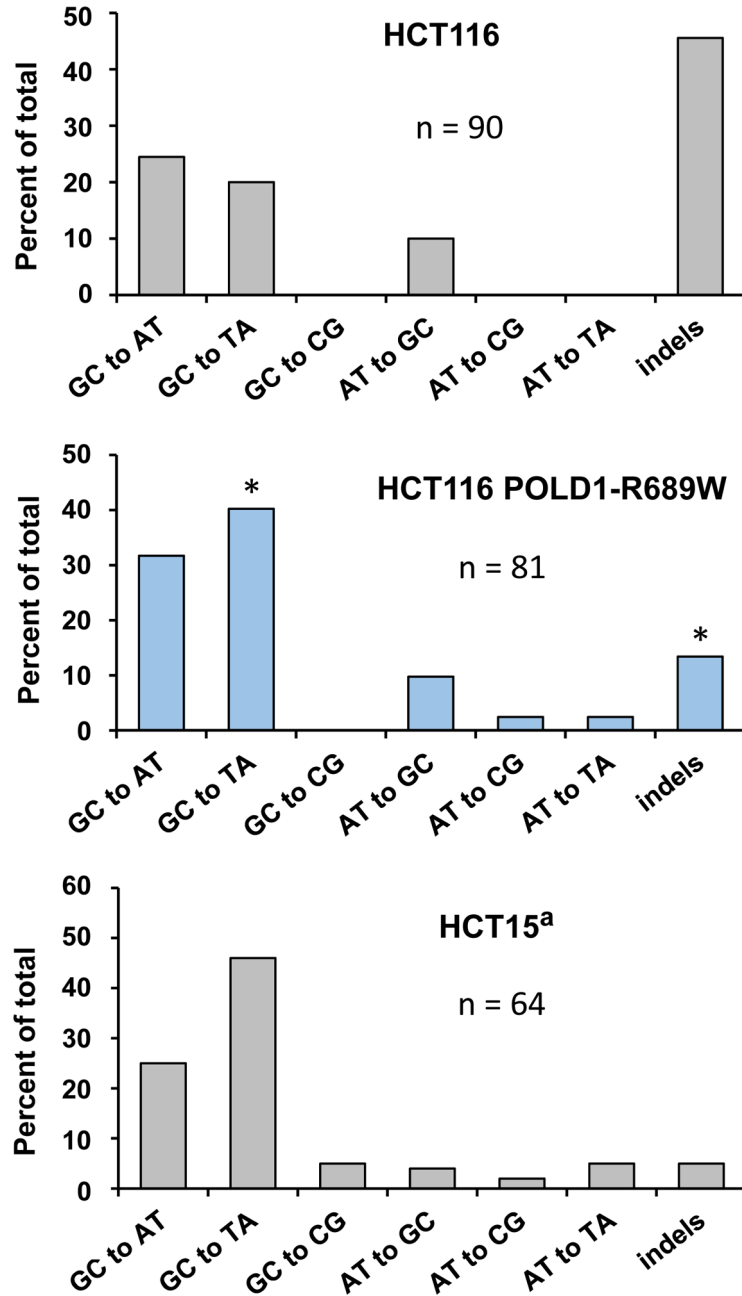 HCT116
n = 90
Percent of total
50
40
30
20
10
0
GC to AT
GC to TA
GC to CG
AT to GC
AT to CG
AT to TA
indels
HCT116 POLD1-R689W
n = 81
Percent of total
50
40
30
20
10
0
*
*
GC to AT
GC to TA
GC to CG
AT to GC
AT to CG
AT to TA
indels
HCT15ᵃ
n = 64
Percent of total
60
50
40
30
20
10
0
GC to AT
GC to TA
GC to CG
AT to GC
AT to CG
AT to TA
indels